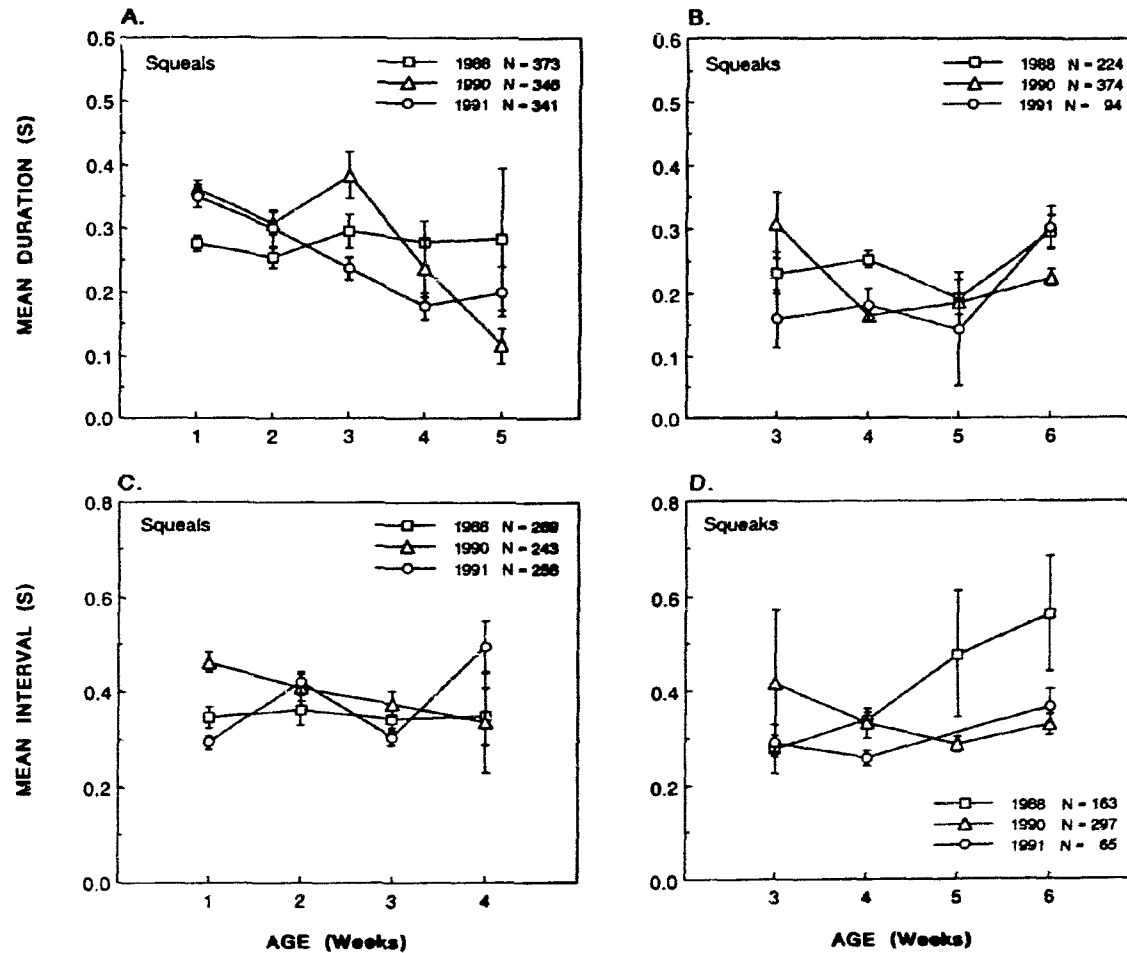 A.
MEAN DURATION (S)
0.6
0.5
0.4
0.3
0.2
0.1
0.0
Squeals
1988 N = 373
1990 N = 346
1991 N = 341
1 2 3 4 5
B.
0.6
0.5
0.4
0.3
0.2
0.1
0.0
Squeaks
1988 N = 224
1990 N = 374
1991 N = 94
3 4 5 6
C.
MEAN INTERVAL (S)
0.8
0.6
0.4
0.2
0.0
Squeals
1988 N = 269
1990 N = 243
1991 N = 256
1 2 3 4
AGE (Weeks)
D.
0.8
0.6
0.4
0.2
0.0
Squeaks
1988 N = 163
1990 N = 297
1991 N = 65
3 4 5 6
AGE (Weeks)